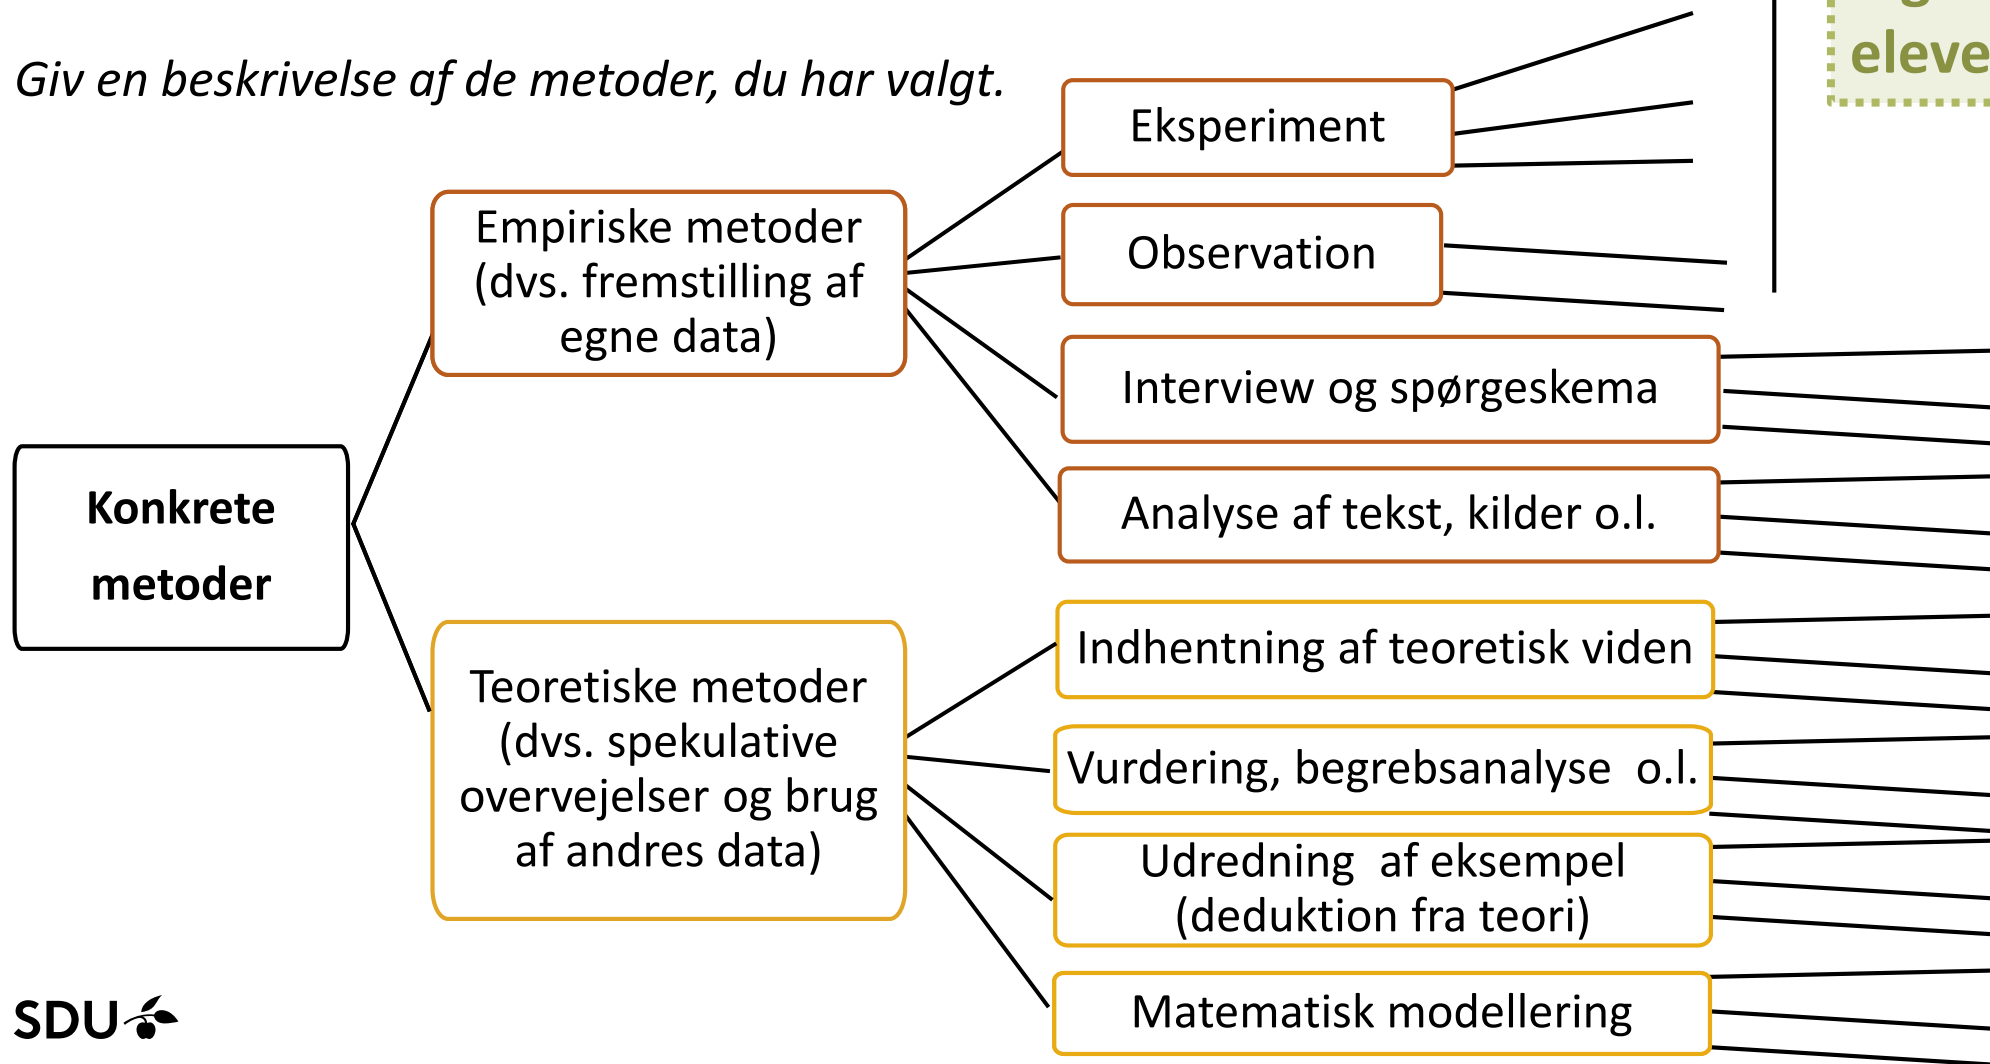 Giv en beskrivelse af de metoder, du har valgt.
eleve
Eksperiment
Empiriske metoder
(dvs. fremstilling af
egne data)
Observation
Interview og spørgeskema
Analyse af tekst, kilder o.l.
Konkrete
metoder
Teoretiske metoder
(dvs. spekulative
overvejelser og brug
af andres data)
Indhentning af teoretisk viden
Vurdering, begrebsanalyse  o.l.
Udredning  af eksempel
(deduktion fra teori)
Matematisk modellering
SDU